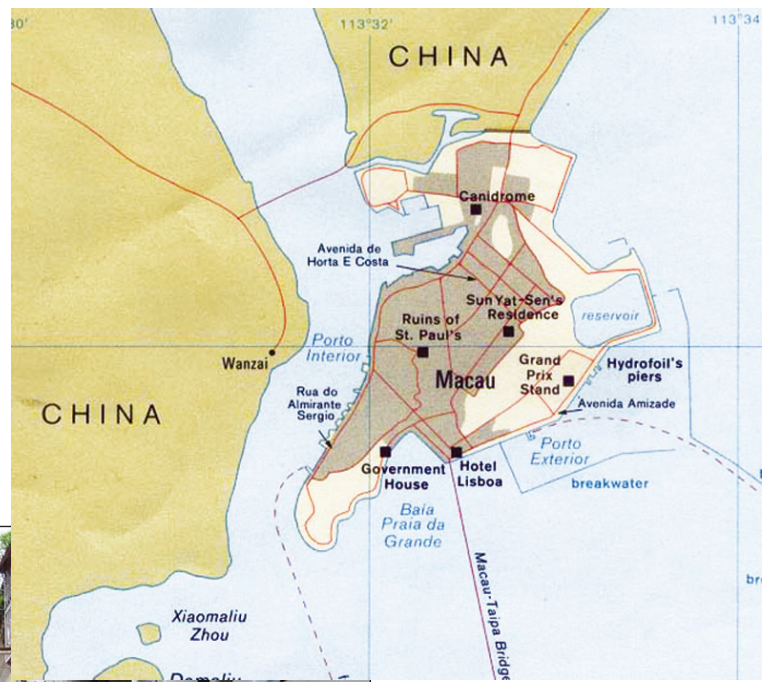 113°32'
113°34
CHINA
Canidrome
Avenida de
Horta E Costa
Sun Yat-Sen's
Residence
reservoir
Ruins of
St. Paul's
Porto
Interior
Wanzai
Grand
Prix
Stand
Hydrofoil's
piers
Macau
Rua do
Almirante
Sergio
Avenida Amizade
CHINA
Porto
Exterior
Government
House
Hotel
Lisboa
breakwater
Baía
Praia da
Grande
Macau-Taipa Bridge
Xiaomaliu
Zhou